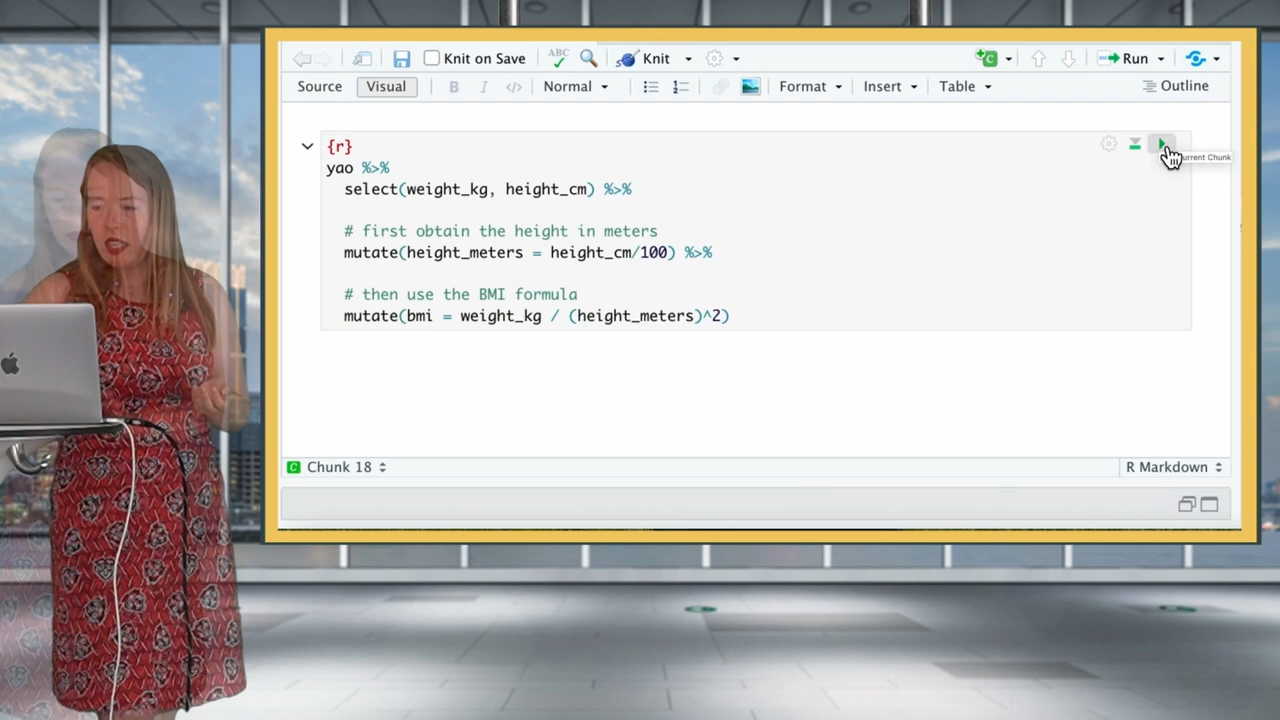 Knit on Save ABC Knit Run
Source Visual B I </> Normal Format Insert Table Outline
{r}
urrent Chunk
yao %>%
select(weight_kg, height_cm) %>%
# first obtain the height in meters
mutate(height_meters = height_cm/100) %>%
# then use the BMI formula
mutate(bmi = weight_kg / (height_meters)^2)
C Chunk 18 R Markdown